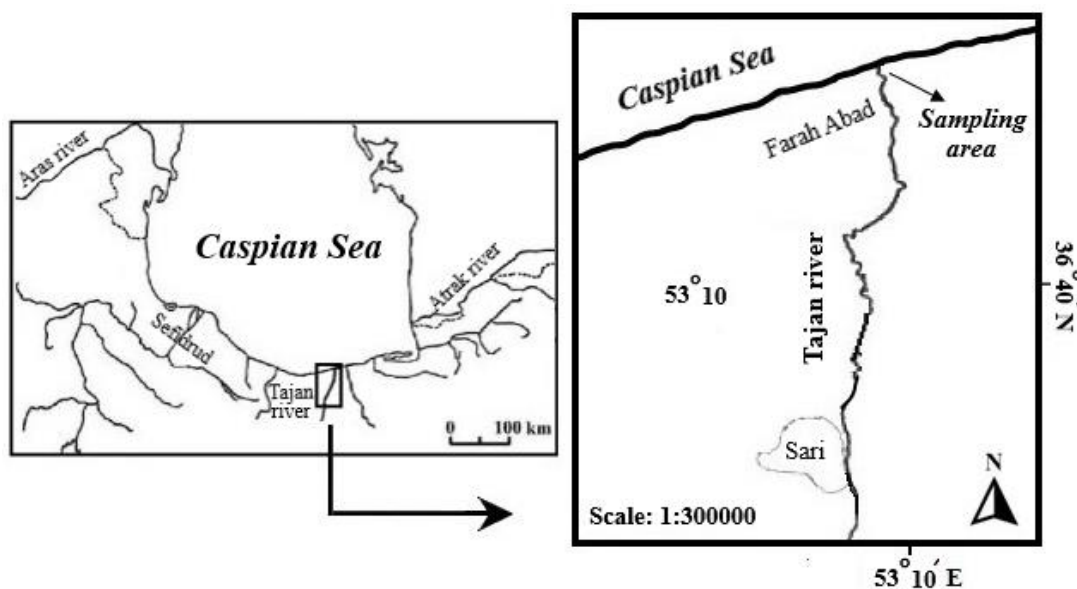 Aras river
Caspian Sea
Atrak river
Sefidrud
Tajan
river
0 100 km
Caspian Sea
Farah Abad
Sampling
area
Tajan river
53°10
36°40 N
Sari
N
Scale: 1:300000
53°10′ E